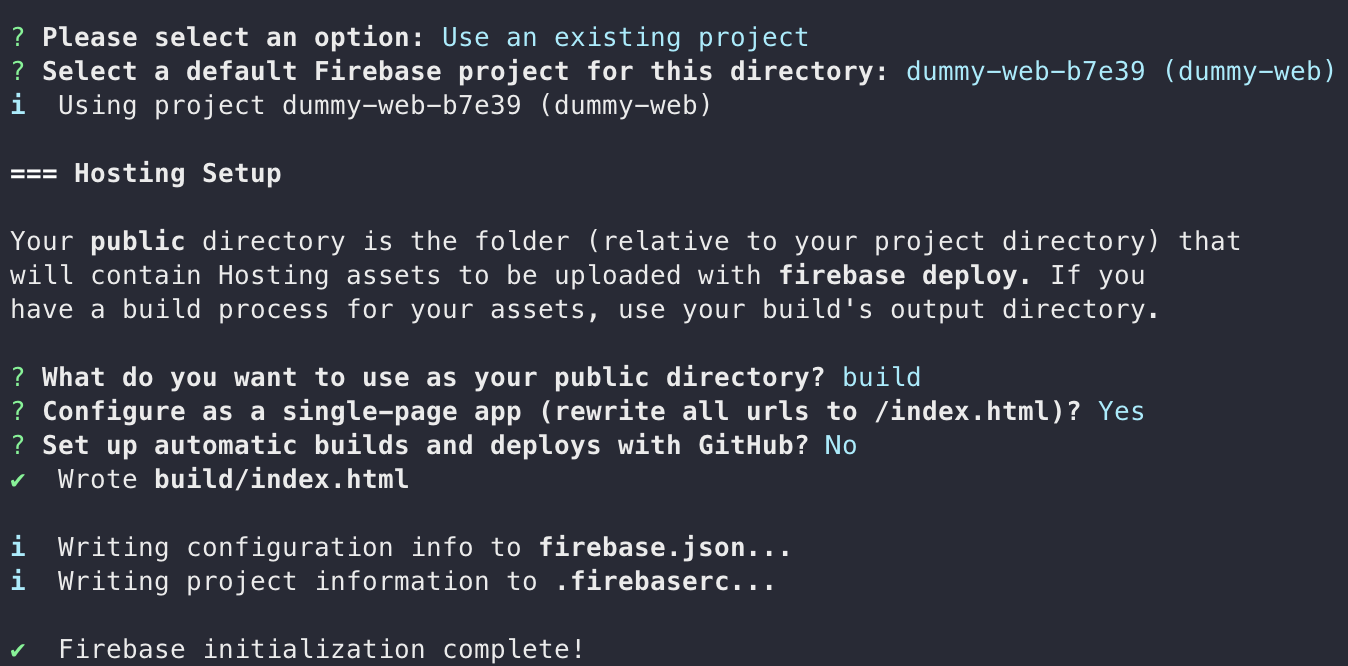 ? Please select an option: Use an existing project
? Select a default Firebase project for this directory: dummy-web-b7e39 (dummy-web)
i  Using project dummy-web-b7e39 (dummy-web)

=== Hosting Setup

Your public directory is the folder (relative to your project directory) that
will contain Hosting assets to be uploaded with firebase deploy. If you
have a build process for your assets, use your build's output directory.

? What do you want to use as your public directory? build
? Configure as a single-page app (rewrite all urls to /index.html)? Yes
? Set up automatic builds and deploys with GitHub? No
✔  Wrote build/index.html

i  Writing configuration info to firebase.json...
i  Writing project information to .firebaserc...

✔  Firebase initialization complete!